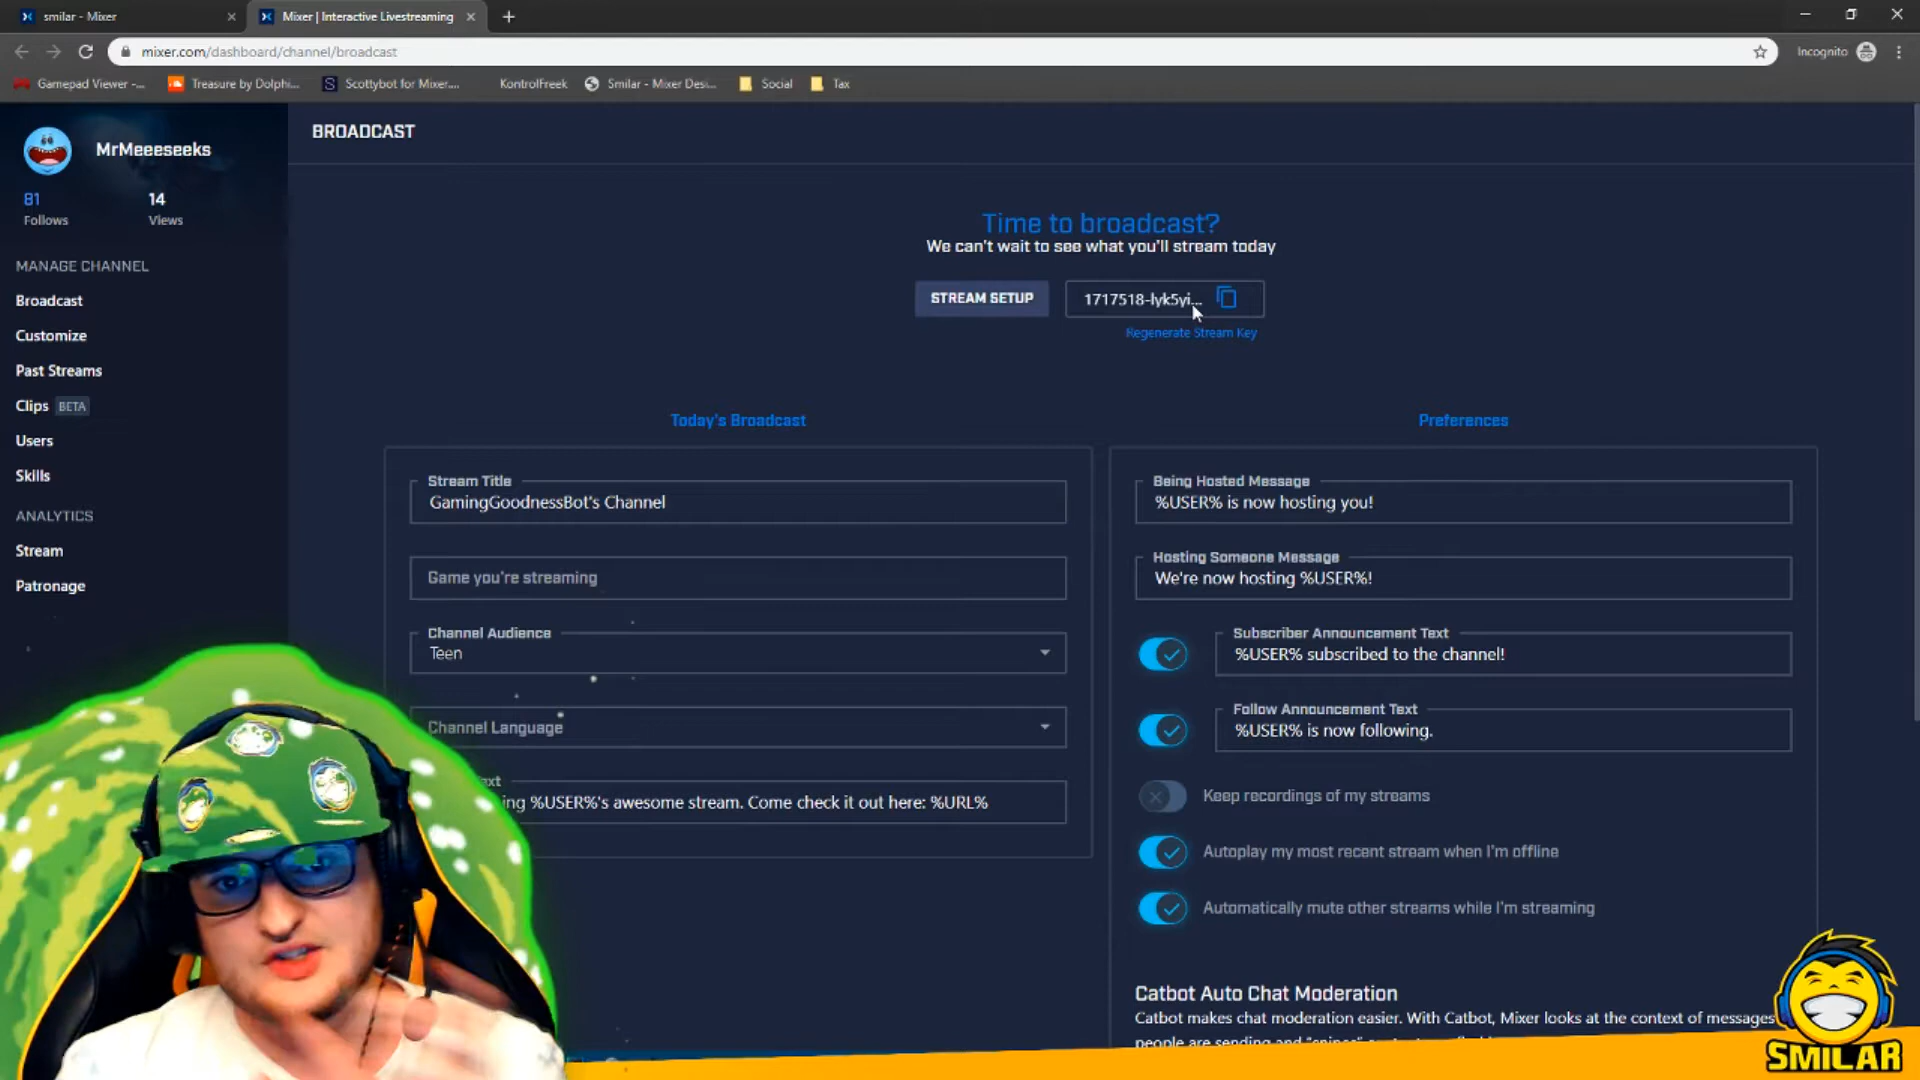 smilar - Mixer
Mixer | Interactive Livestreaming
mixer.com/dashboard/channel/broadcast
Incognito
Gamepad Viewer -...
Treasure by Dolphi...
Scottybot for Mixer....
KontrolFreek
Smilar - Mixer Desi...
Social
Tax
MrMeeeseeks
81
14
Follows
Views
MANAGE CHANNEL
Broadcast
Customize
Past Streams
Clips BETA
Users
Skills
ANALYTICS
Stream
Patronage
BROADCAST
Time to broadcast?
We can't wait to see what you'll stream today
STREAM SETUP
1717518-lyk5yi...
Regenerate Stream Key
Today's Broadcast
Stream Title
GamingGoodnessBot's Channel
Game you're streaming
Channel Audience
Teen
Channel Language
%USER%'s awesome stream. Come check it out here: %URL%
Preferences
Being Hosted Message
%USER% is now hosting you!
Hosting Someone Message
We're now hosting %USER%!
Subscriber Announcement Text
%USER% subscribed to the channel!
Follow Announcement Text
%USER% is now following.
Keep recordings of my streams
Autoplay my most recent stream when I'm offline
Automatically mute other streams while I'm streaming
Catbot Auto Chat Moderation
Catbot makes chat moderation easier. With Catbot, Mixer looks at the context of messages
people are sending and
SMILAR